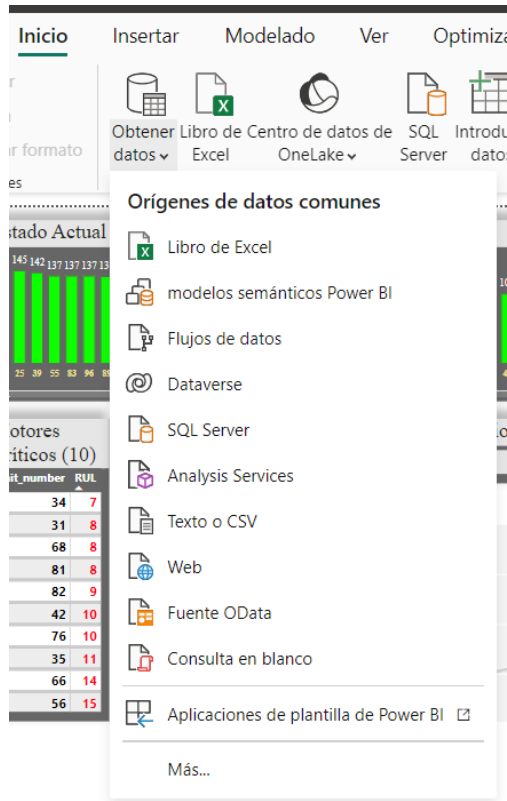 Inicio Insertar Modelado Ver Optimiza
r formato
es
Obtener datos
Libro de Excel
Centro de datos de OneLake
SQL Server
Introdu
datos
Orígenes de datos comunes
Libro de Excel
modelos semánticos Power BI
Flujos de datos
Dataverse
SQL Server
Analysis Services
Texto o CSV
Web
Fuente OData
Consulta en blanco
Aplicaciones de plantilla de Power BI
Más...
stado Actual
145 142 137 137 137 13
25 39 55 83 96 89
otores
ríticos (10)
it_number RUL
34 7
31 8
68 8
81 8
82 9
42 10
76 10
35 11
66 14
56 15